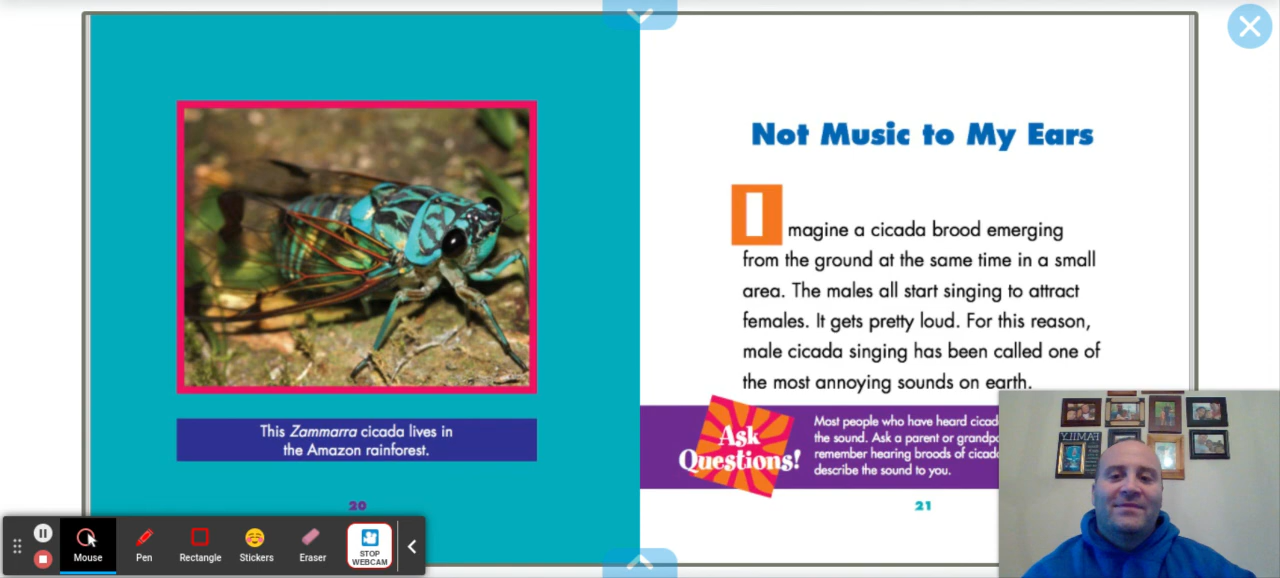 This Zammarra cicada lives in
the Amazon rainforest.
20
Not Music to My Ears
Imagine a cicada brood emerging
from the ground at the same time in a small
area. The males all start singing to attract
females. It gets pretty loud. For this reason,
male cicada singing has been called one of
the most annoying sounds on earth.
Ask
Questions!
Most people who have heard
the sound. Ask a parent or
remember hearing broods of
describe the sound to you.
21
Mouse
Pen
Rectangle
Stickers
Eraser
STOP
WEBCAM
FAMILY